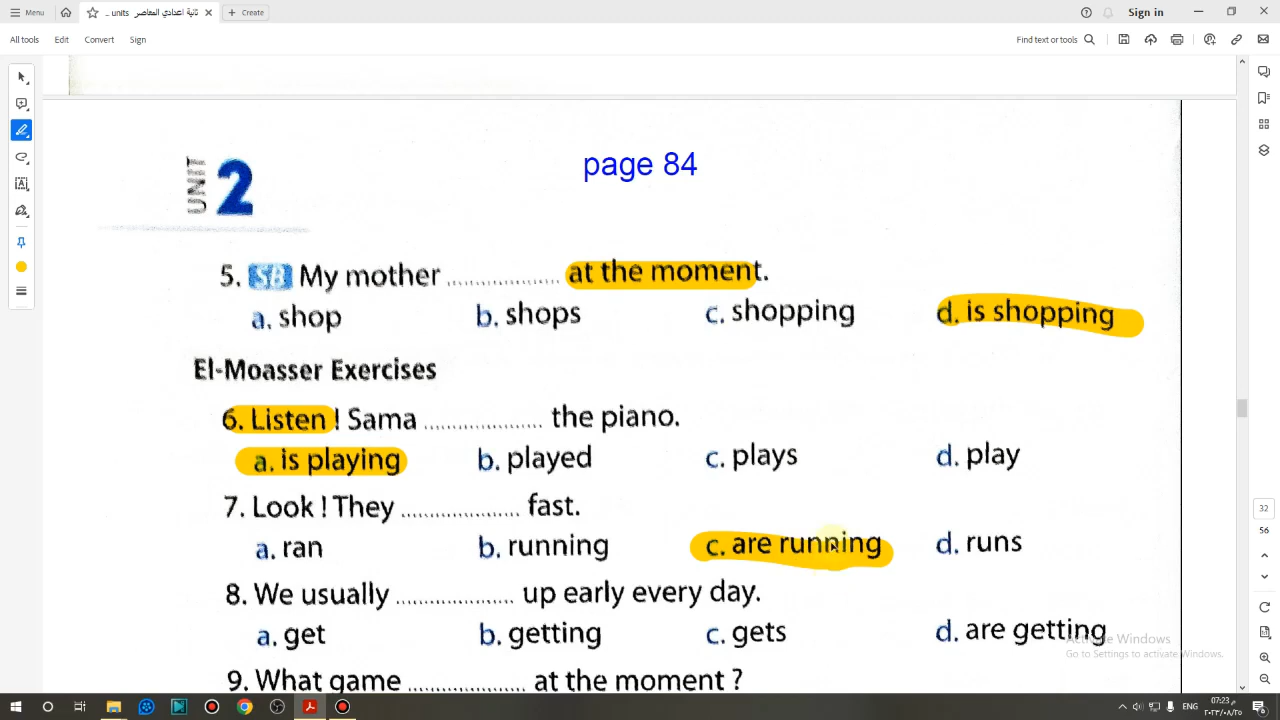 Menu
ثانية اعدادي المعاصر units ..
Create
Sign in
All tools
Edit
Convert
Sign
Find text or tools
page 84
UNIT 2
5. SB My mother ................ at the moment.
a. shop b. shops c. shopping d. is shopping
El-Moasser Exercises
6. Listen ! Sama ................. the piano.
a. is playing b. played c. plays d. play
7. Look ! They ................. fast.
a. ran b. running c. are running d. runs
8. We usually ................. up early every day.
a. get b. getting c. gets d. are getting
9. What game ................. at the moment ?
32
56
Activate Windows
Go to Settings to activate Windows.
ENG
07:23 م